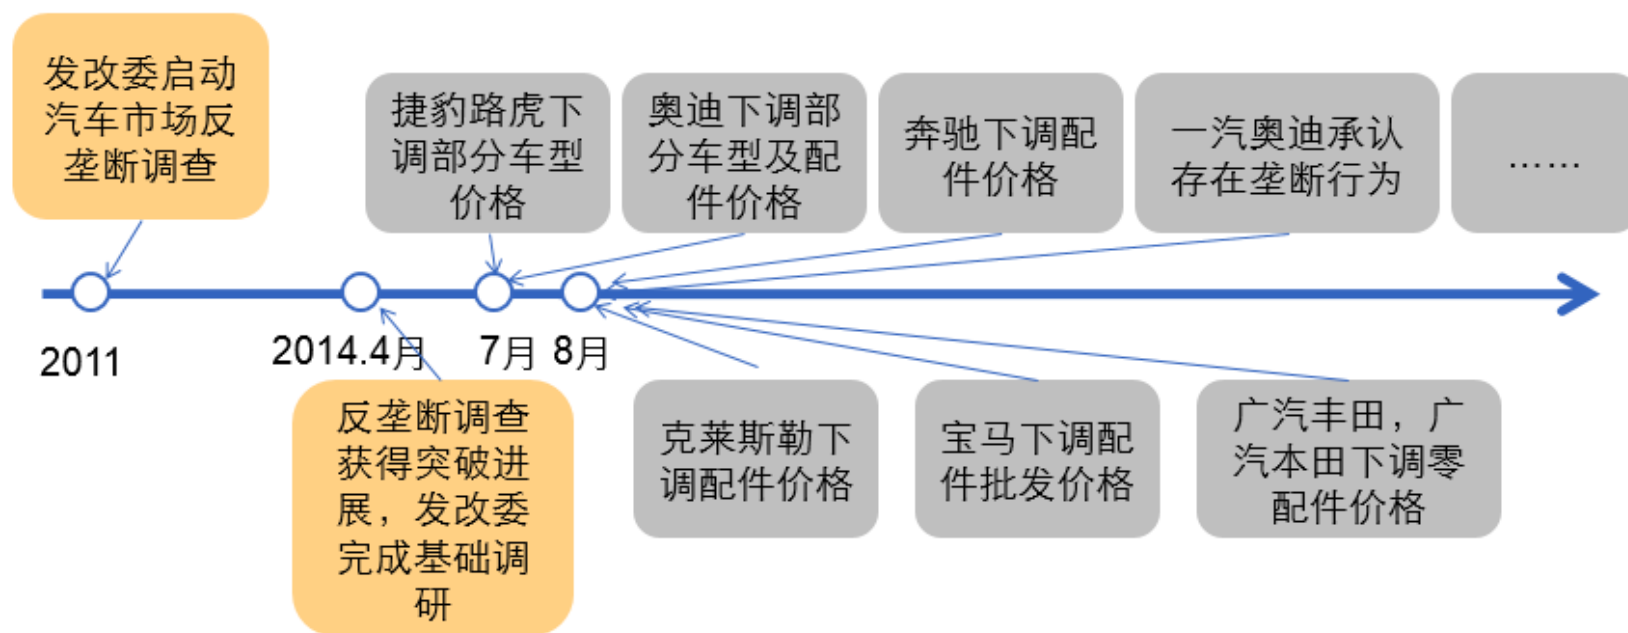 发改委启动
汽车市场反
垄断调查
捷豹路虎下
调部分车型
价格
奥迪下调部
分车型及配
件价格
奔驰下调配
件价格
一汽奥迪承认
存在垄断行为
……
2011
2014.4月
7月
8月
反垄断调查
获得突破进
展，发改委
完成基础调
研
克莱斯勒下
调配件价格
宝马下调配
件批发价格
广汽丰田，广
汽本田下调零
配件价格